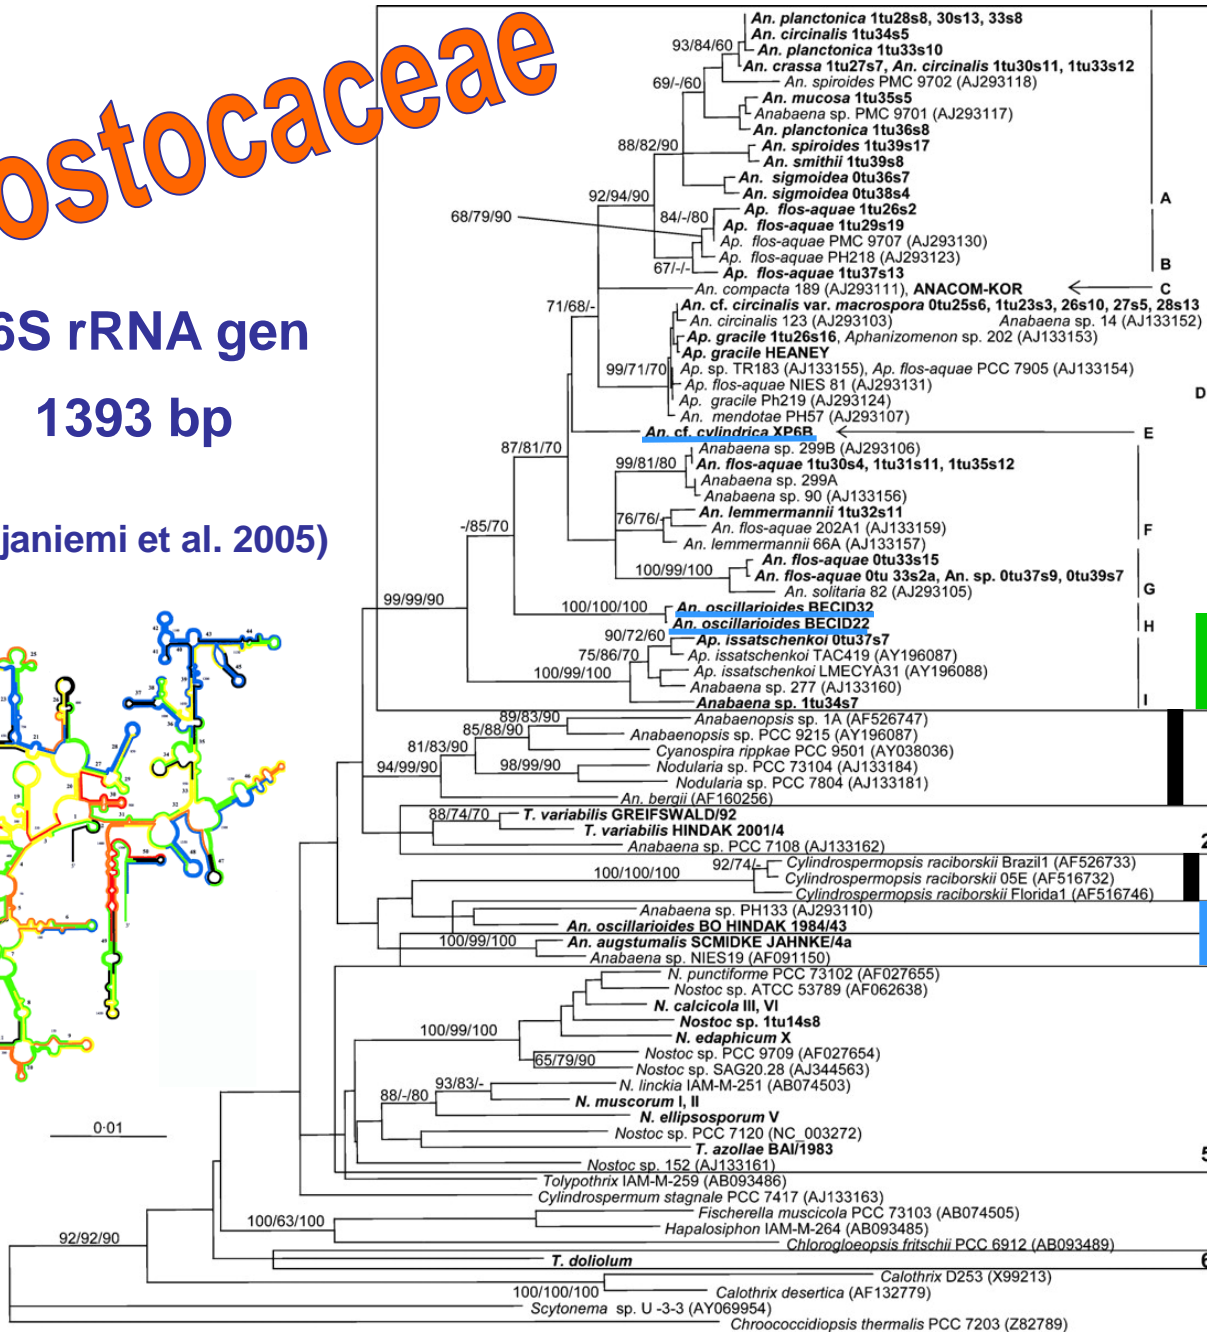 ostocaceae
6S rRNA gen
1393 bp
janiemi et al. 2005)
An. planctonica 1tu28s8, 30s13, 33s8
An. circinalis 1tu34s5
93/84/60
An. planctonica 1tu33s10
An. crassa 1tu27s7, An. circinalis 1tu30s11, 1tu33s12
69/-/60
An. spiroides PMC 9702 (AJ293118)
An. mucosa 1tu35s5
Anabaena sp. PMC 9701 (AJ293117)
An. planctonica 1tu36s8
88/82/90
An. spiroides 1tu39s17
An. smithii 1tu39s8
An. sigmoidea 0tu36s7
An. sigmoidea 0tu38s4
A
92/94/90
68/79/90
84/-/80
Ap. flos-aquae 1tu26s2
Ap. flos-aquae 1tu29s19
Ap. flos-aquae PMC 9707 (AJ293130)
Ap. flos-aquae PH218 (AJ293123)
67/-/-
Ap. flos-aquae 1tu37s13
B
An. compacta 189 (AJ293111), ANACOM-KOR
C
71/68/-
An. cf. circinalis var. macrospora 0tu25s6, 1tu23s3, 26s10, 27s5, 28s13
An. circinalis 123 (AJ293103) Anabaena sp. 14 (AJ133152)
Ap. gracile 1tu26s16, Aphanizomenon sp. 202 (AJ133153)
Ap. gracile HEANEY
99/71/70
Ap. sp. TR183 (AJ133155), Ap. flos-aquae PCC 7905 (AJ133154)
Ap. flos-aquae NIES 81 (AJ293131)
D
Ap. gracile Ph219 (AJ293124)
An. mendotae PH57 (AJ293107)
An. cf. cylindrica XP6B
E
87/81/70
Anabaena sp. 299B (AJ293106)
99/81/80
An. flos-aquae 1tu30s4, 1tu31s11, 1tu35s12
Anabaena sp. 299A
Anabaena sp. 90 (AJ133156)
An. lemmermannii 1tu32s11
76/76/-
An. flos-aquae 202A1 (AJ133159)
F
-/85/70
An. lemmermannii 66A (AJ133157)
An. flos-aquae 0tu33s15
100/99/100
An. flos-aquae 0tu 33s2a, An. sp. 0tu37s9, 0tu39s7
An. solitaria 82 (AJ293105)
G
99/99/90
100/100/100
An. oscillarioides BECID32
An. oscillarioides BECID22
H
90/72/60
Ap. issatschenkoi 0tu37s7
75/86/70
Ap. issatschenkoi TAC419 (AY196087)
100/99/100
Ap. issatschenkoi LMECYA31 (AY196088)
Anabaena sp. 277 (AJ133160)
Anabaena sp. 1tu34s7
I
89/83/90
Anabaenopsis sp. 1A (AF526747)
85/88/90
Anabaenopsis sp. PCC 9215 (AY196087)
81/83/90
Cyanospira rippkae PCC 9501 (AY038036)
94/99/90
98/99/90
Nodularia sp. PCC 73104 (AJ133184)
Nodularia sp. PCC 7804 (AJ133181)
An. bergii (AF160256)
88/74/70
T. variabilis GREIFSWALD/92
T. variabilis HINDAK 2001/4
Anabaena sp. PCC 7108 (AJ133162)
2
92/74/-
Cylindrospermopsis raciborskii Brazil1 (AF526733)
100/100/100
Cylindrospermopsis raciborskii 05E (AF516732)
Cylindrospermopsis raciborskii Florida1 (AF516746)
Anabaena sp. PH133 (AJ293110)
An. oscillarioides BO HINDAK 1984/43
100/99/100
An. augstumalis SCMIDKE JAHNKE/4a
Anabaena sp. NIES19 (AF091150)
N. punctiforme PCC 73102 (AF027655)
Nostoc sp. ATCC 53789 (AF062638)
N. calcicola III, VI
Nostoc sp. 1tu14s8
100/99/100
N. edaphicum X
65/79/90
Nostoc sp. PCC 9709 (AF027654)
Nostoc sp. SAG20.28 (AJ344563)
93/83/-
N. linckia IAM-M-251 (AB074503)
88/-/80
N. muscorum I, II
N. ellipsosporum V
Nostoc sp. PCC 7120 (NC_003272)
T. azollae BAI/1983
5
Nostoc sp. 152 (AJ133161)
0·01
Tolypothrix IAM-M-259 (AB093486)
Cylindrospermum stagnale PCC 7417 (AJ133163)
Fischerella muscicola PCC 73103 (AB074505)
100/63/100
Hapalosiphon IAM-M-264 (AB093485)
92/92/90
Chlorogloeopsis fritschii PCC 6912 (AB093489)
T. doliolum
6
Calothrix D253 (X99213)
100/100/100
Calothrix desertica (AF132779)
Scytonema sp. U -3-3 (AY069954)
Chroococcidiopsis thermalis PCC 7203 (Z82789)